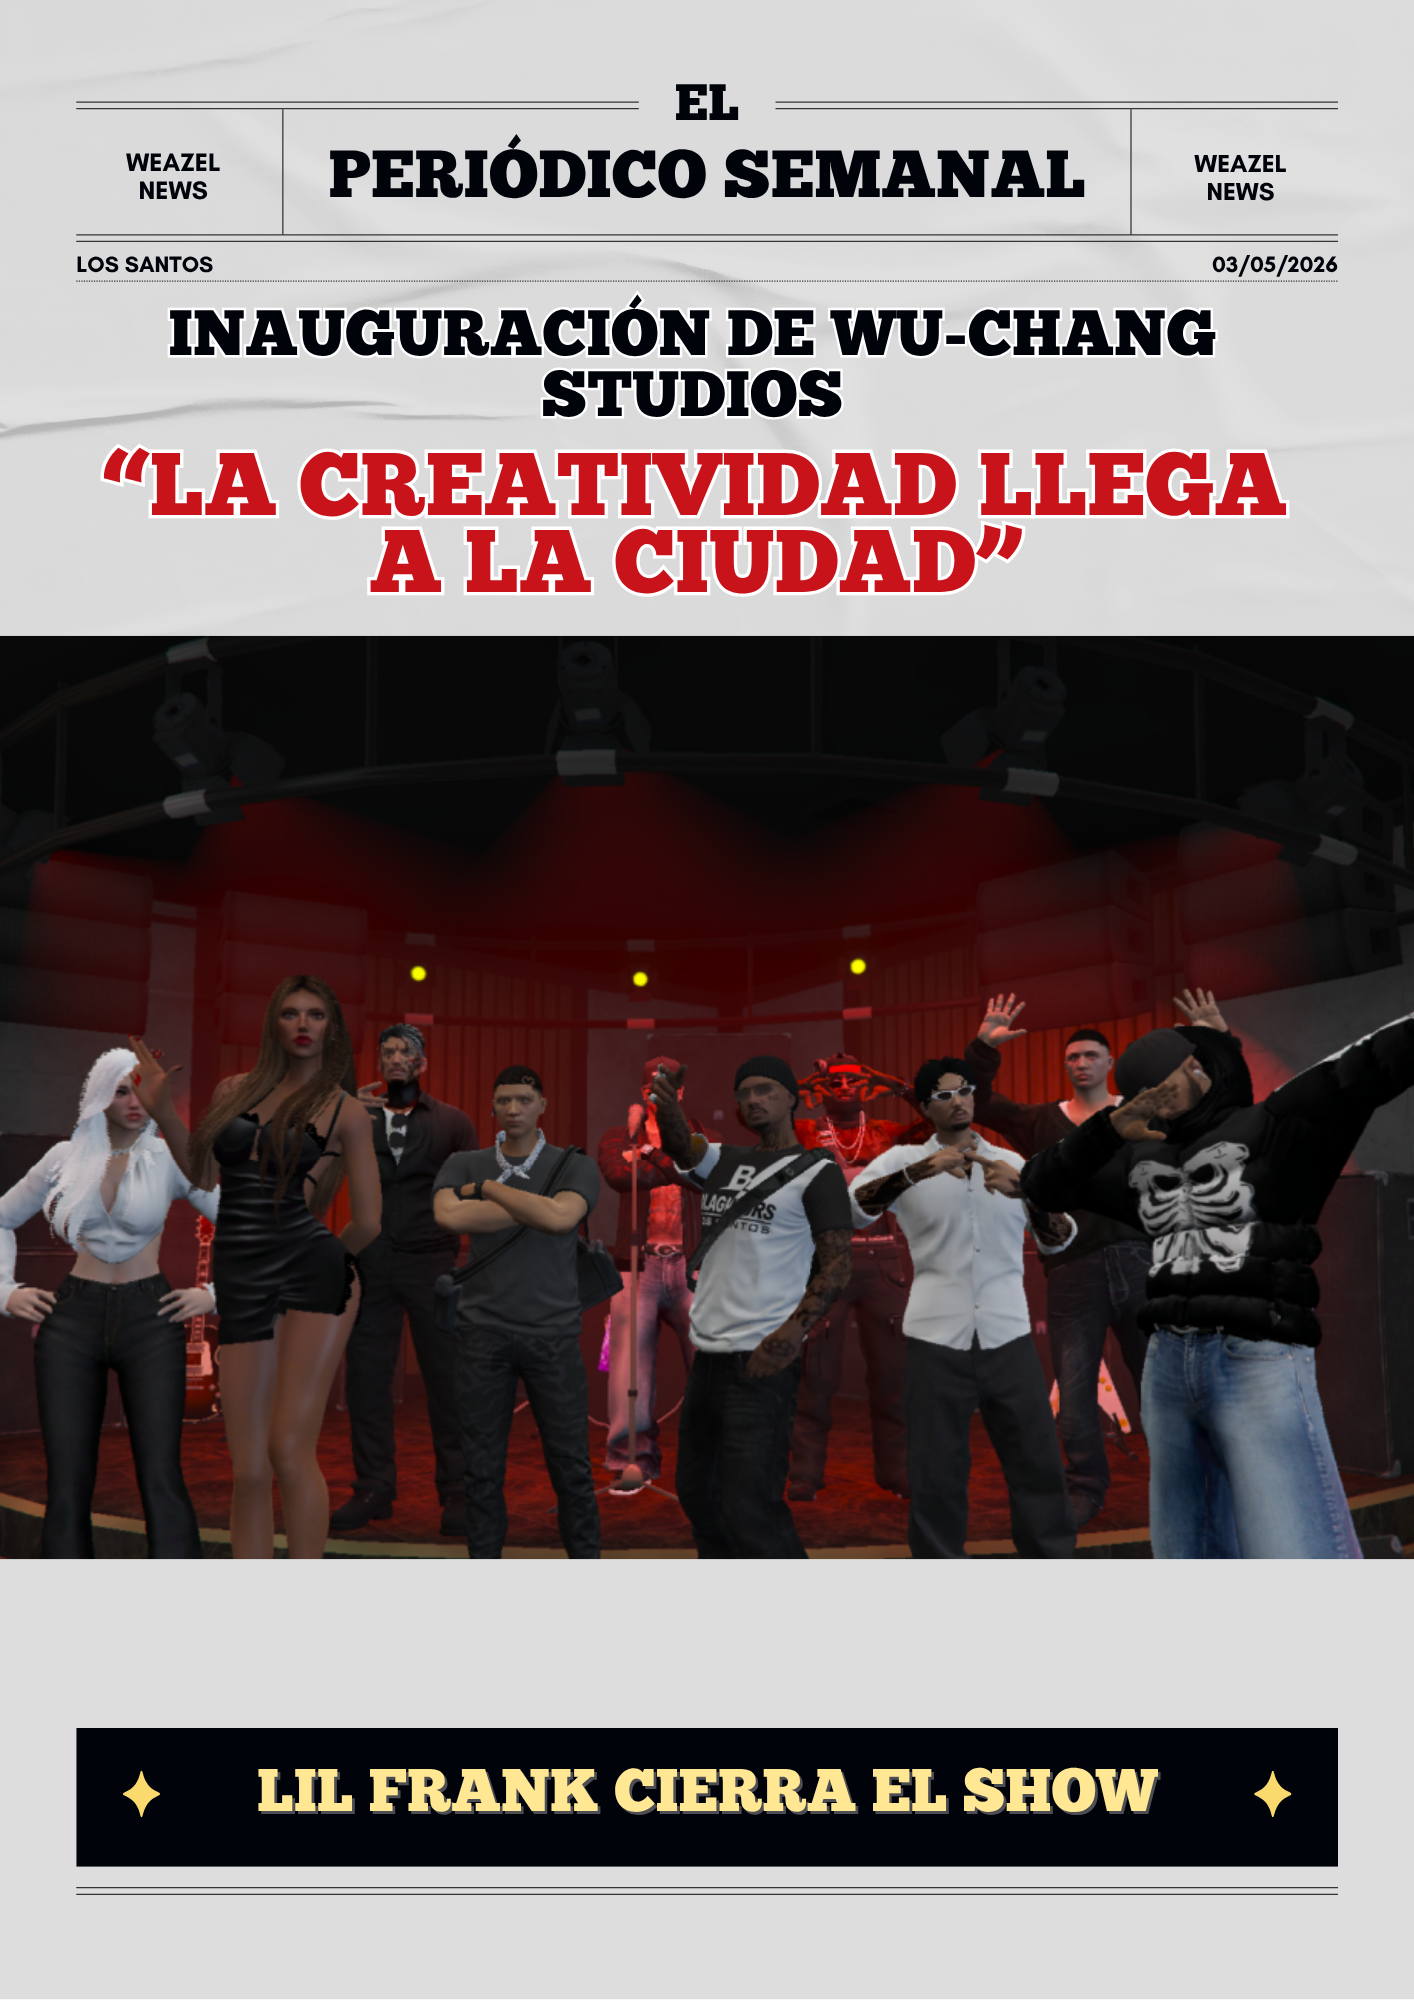 EL
PERIÓDICO SEMANAL
WEAZEL
NEWS
WEAZEL
NEWS
LOS SANTOS
03/05/2026
INAUGURACIÓN DE WU-CHANG
STUDIOS
“LA CREATIVIDAD LLEGA
A LA CIUDAD”
LIL FRANK CIERRA EL SHOW